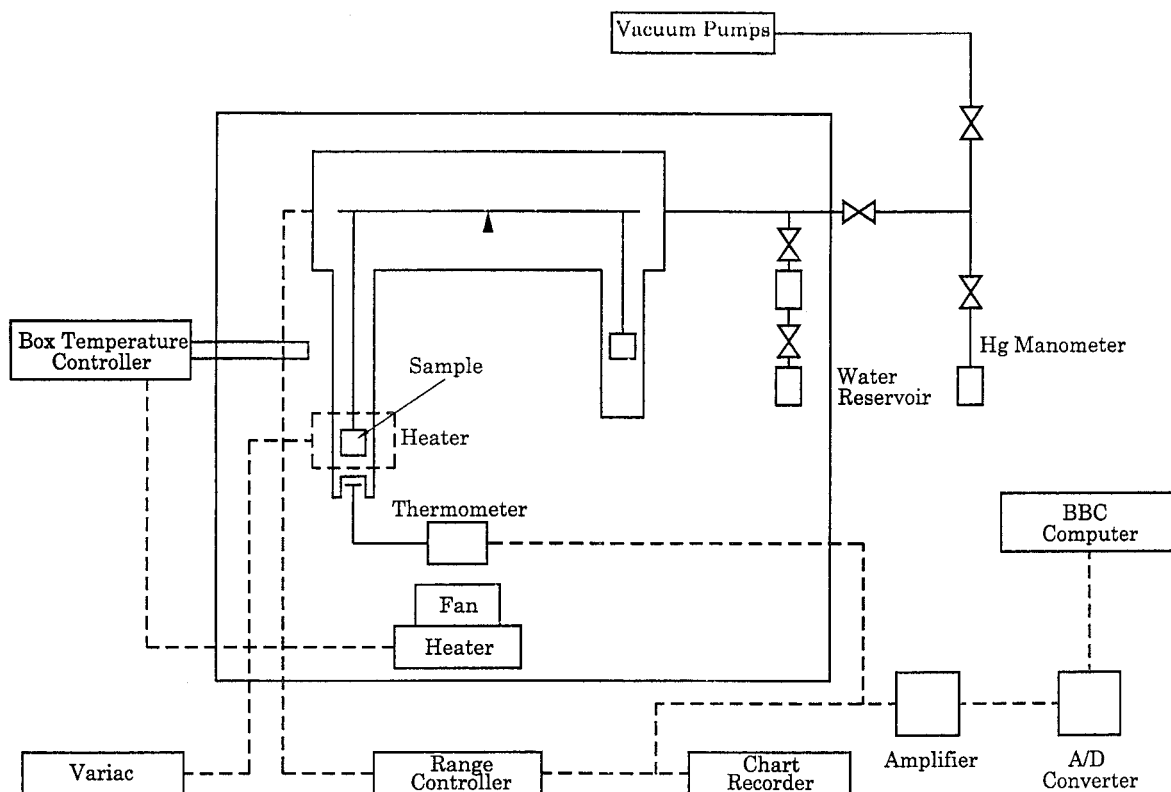 Vacuum Pumps
Box Temperature
Controller
Sample
Heater
Hg Manometer
Water
Reservoir
Thermometer
BBC
Computer
Fan
Heater
Variac
Range
Controller
Chart
Recorder
Amplifier
A/D
Converter